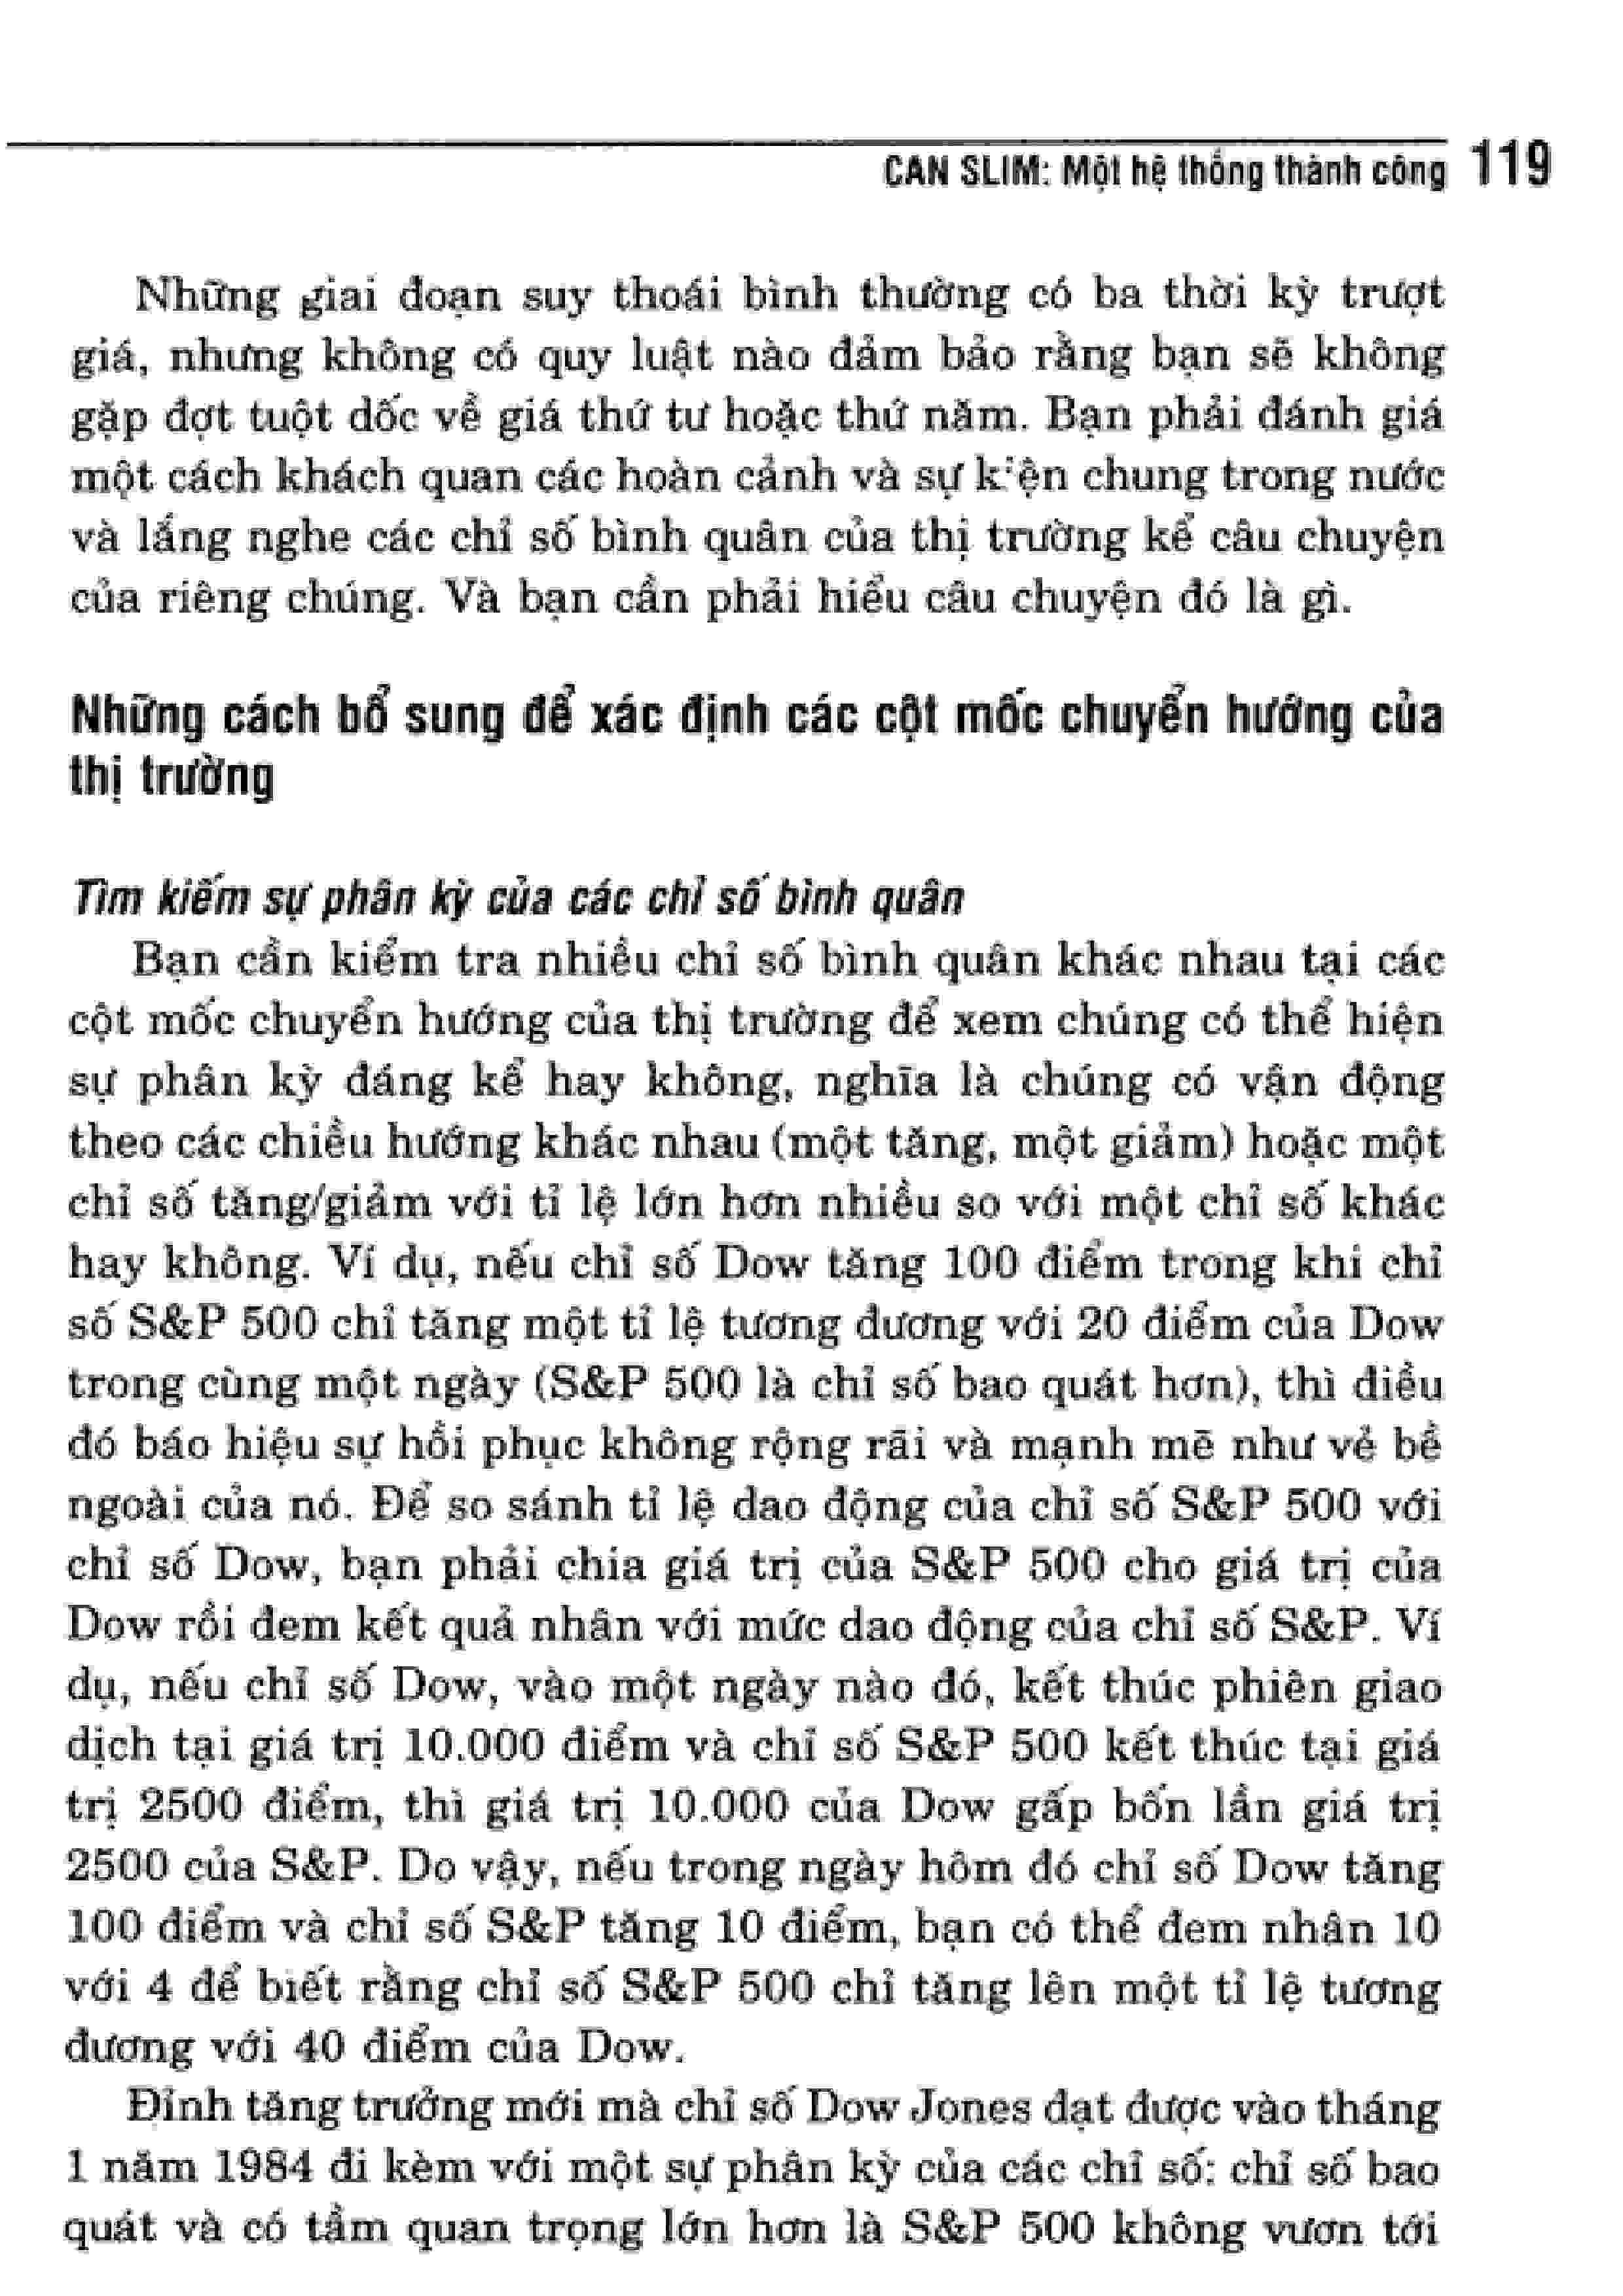 CAN SLIM: Một hệ thống thành công 119
Những giai đoạn suy thoái bình thường có ba thời kỳ trượt
giá, nhưng không có quy luật nào đảm bảo rằng bạn sẽ không
gặp đợt tuột dốc về giá thứ tư hoặc thứ năm. Bạn phải đánh giá
một cách khách quan các hoàn cảnh và sự kiện chung trong nước
và lắng nghe các chỉ số bình quân của thị trường kể câu chuyện
của riêng chúng. Và bạn cần phải hiểu câu chuyện đó là gì.
Những cách bổ sung để xác định các cột mốc chuyển hướng của
thị trường
Tìm kiếm sự phân kỳ của các chỉ số bình quân
Bạn cần kiểm tra nhiều chỉ số bình quân khác nhau tại các
cột mốc chuyển hướng của thị trường để xem chúng có thể hiện
sự phân kỳ đáng kể hay không, nghĩa là chúng có vận động
theo các chiều hướng khác nhau (một tăng, một giảm) hoặc một
chỉ số tăng/giảm với tỉ lệ lớn hơn nhiều so với một chỉ số khác
hay không. Ví dụ, nếu chỉ số Dow tăng 100 điểm trong khi chỉ
số S&P 500 chỉ tăng một tỉ lệ tương đương với 20 điểm của Dow
trong cùng một ngày (S&P 500 là chỉ số bao quát hơn), thì điều
đó báo hiệu sự hồi phục không rộng rãi và mạnh mẽ như vẻ bề
ngoài của nó. Để so sánh tỉ lệ dao động của chỉ số S&P 500 với
chỉ số Dow, bạn phải chia giá trị của S&P 500 cho giá trị của
Dow rồi đem kết quả nhân với mức dao động của chỉ số S&P. Ví
dụ, nếu chỉ số Dow, vào một ngày nào đó, kết thúc phiên giao
dịch tại giá trị 10.000 điểm và chỉ số S&P 500 kết thúc tại giá
trị 2500 điểm, thì giá trị 10.000 của Dow gấp bốn lần giá trị
2500 của S&P. Do vậy, nếu trong ngày hôm đó chỉ số Dow tăng
100 điểm và chỉ số S&P tăng 10 điểm, bạn có thể đem nhân 10
với 4 để biết rằng chỉ số S&P 500 chỉ tăng lên một tỉ lệ tương
đương với 40 điểm của Dow.
Đỉnh tăng trưởng mới mà chỉ số Dow Jones đạt được vào tháng
1 năm 1984 đi kèm với một sự phân kỳ của các chỉ số: chỉ số bao
quát và có tầm quan trọng lớn hơn là S&P 500 không vươn tới